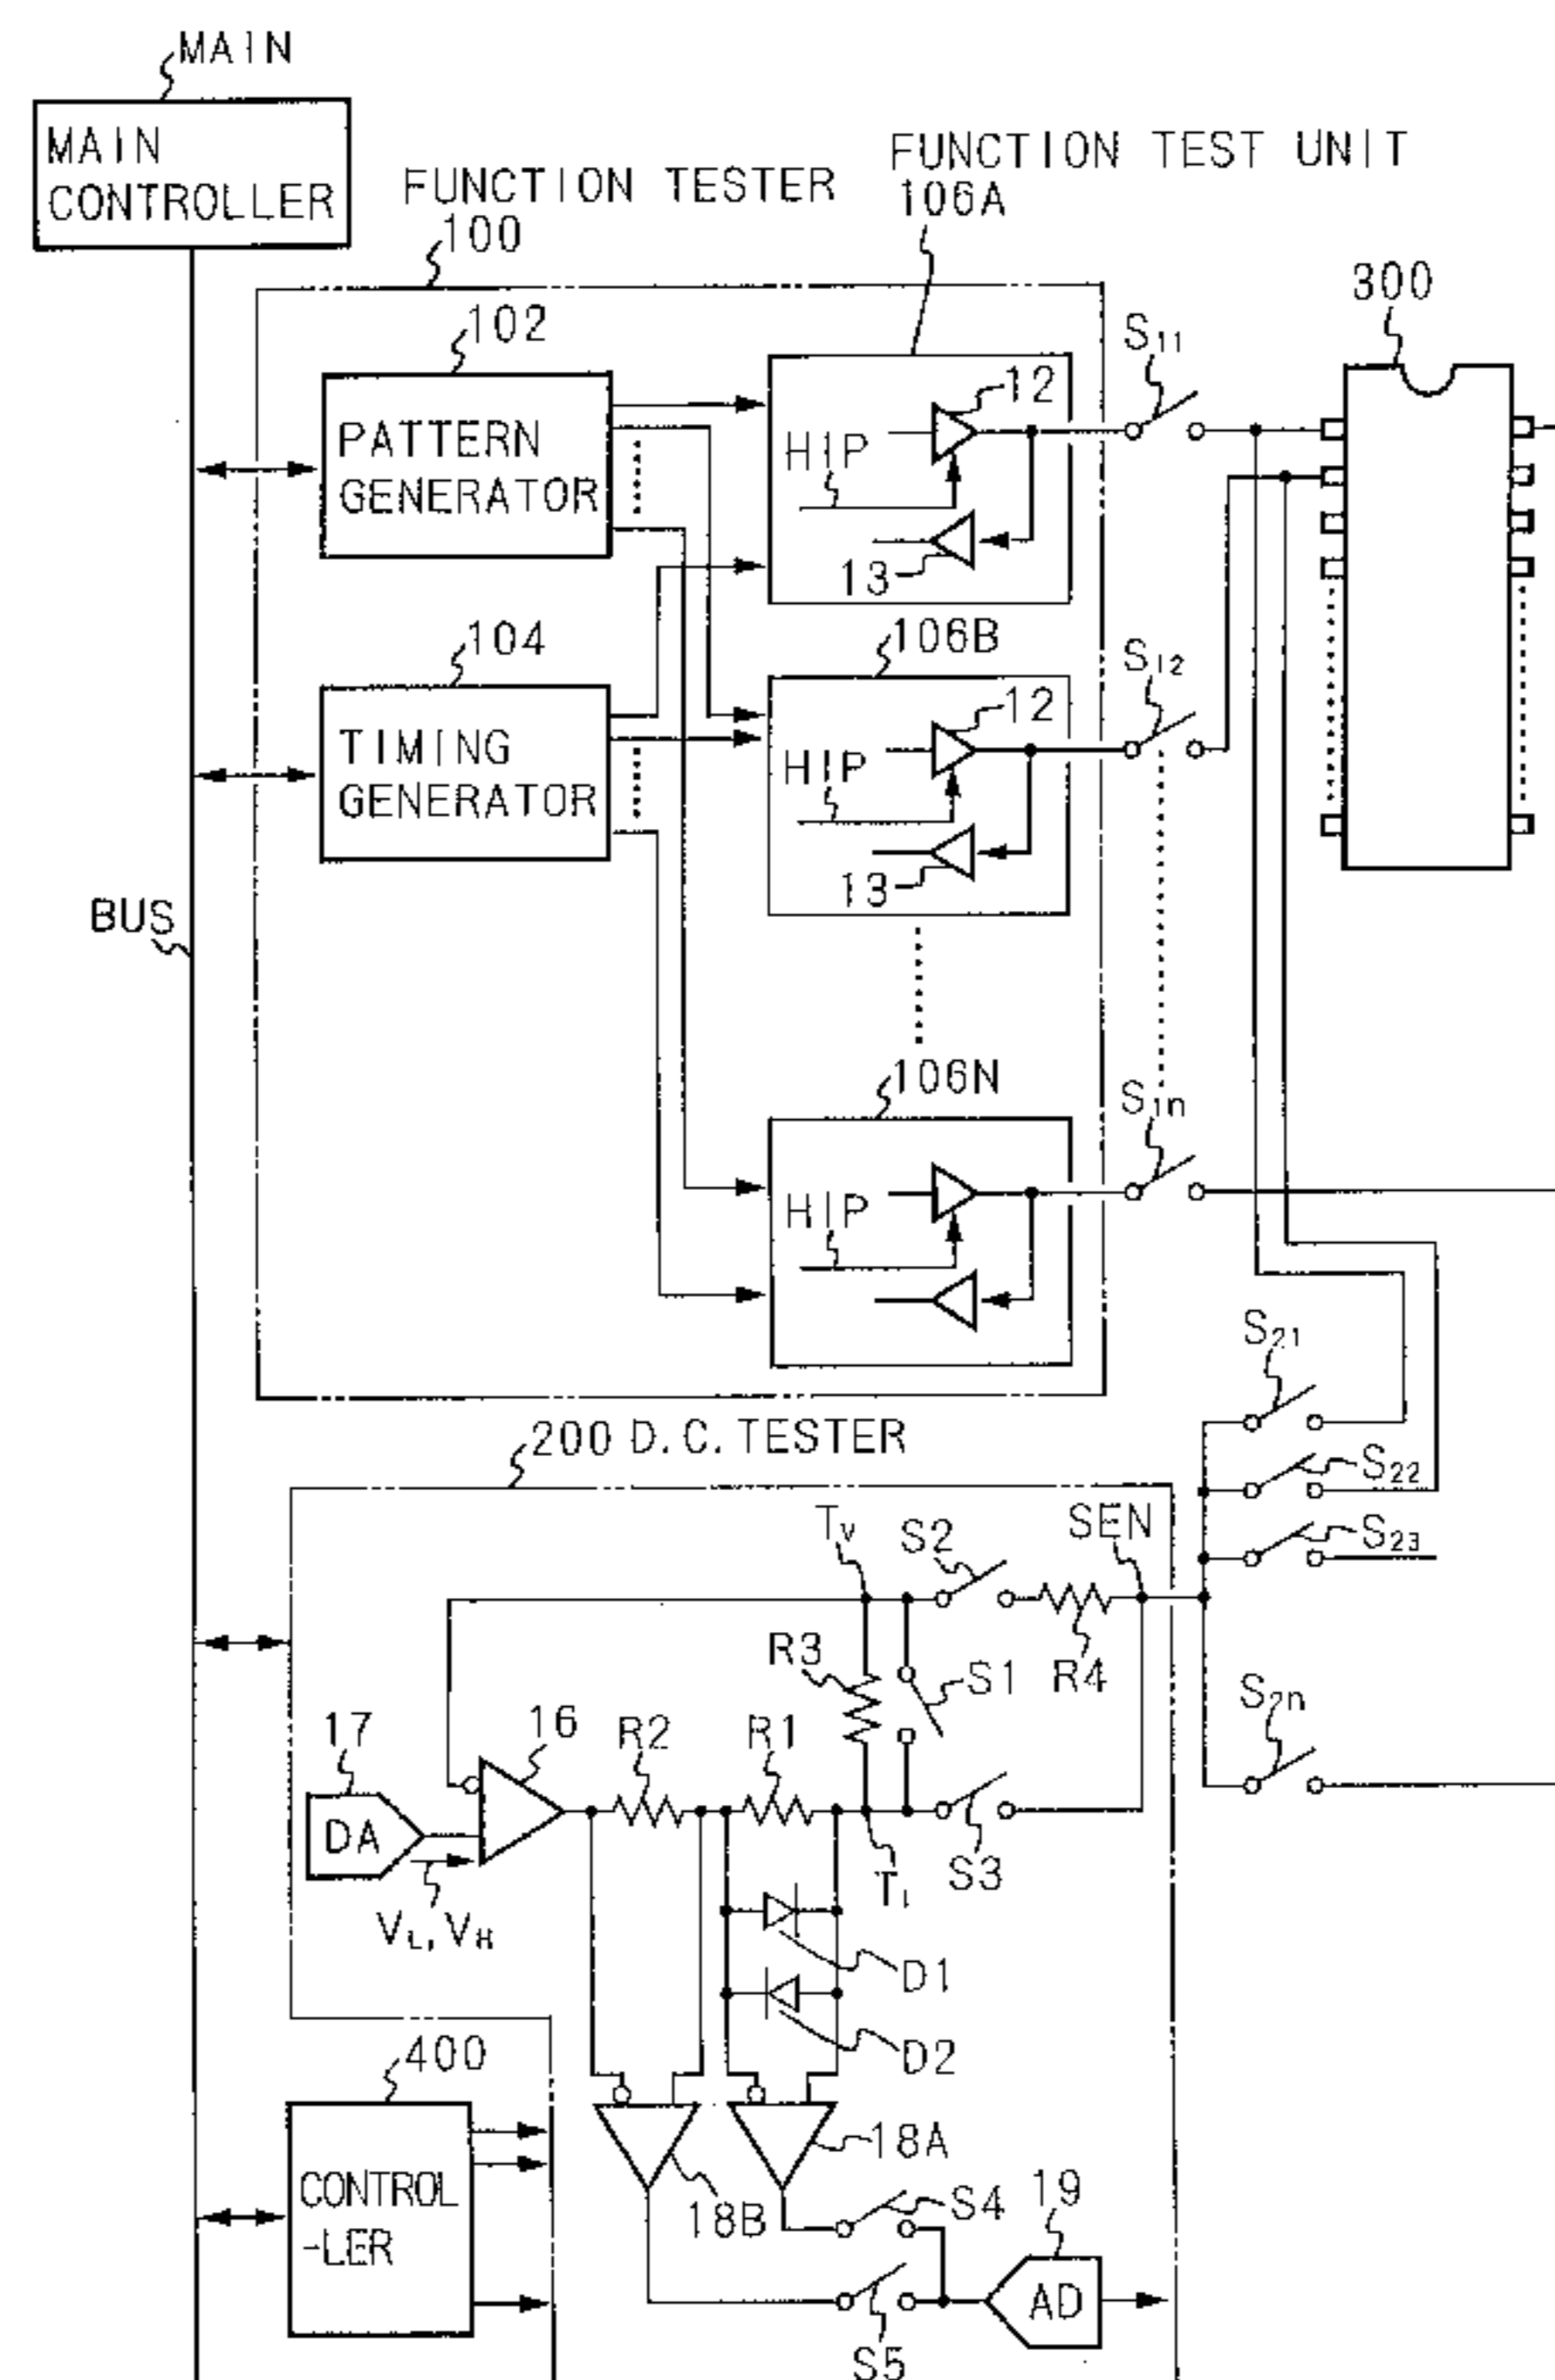 MAIN
MAIN
CONTROLLER
FUNCTION TESTER
100
FUNCTION TEST UNIT
106A
300
102
S11
PATTERN
GENERATOR
12
HIP
13
104
106B
S12
TIMING
GENERATOR
12
HIP
13
BUS
106N
S1n
HIP
S21
200 D.C. TESTER
S22
S23
TV
S2
SEN
R3
S1
R4
S2n
17
16
R2
R1
DA
S3
TI
VL, VH
D1
D2
400
18A
CONTROL
-LER
18B
S4
19
AD
S5